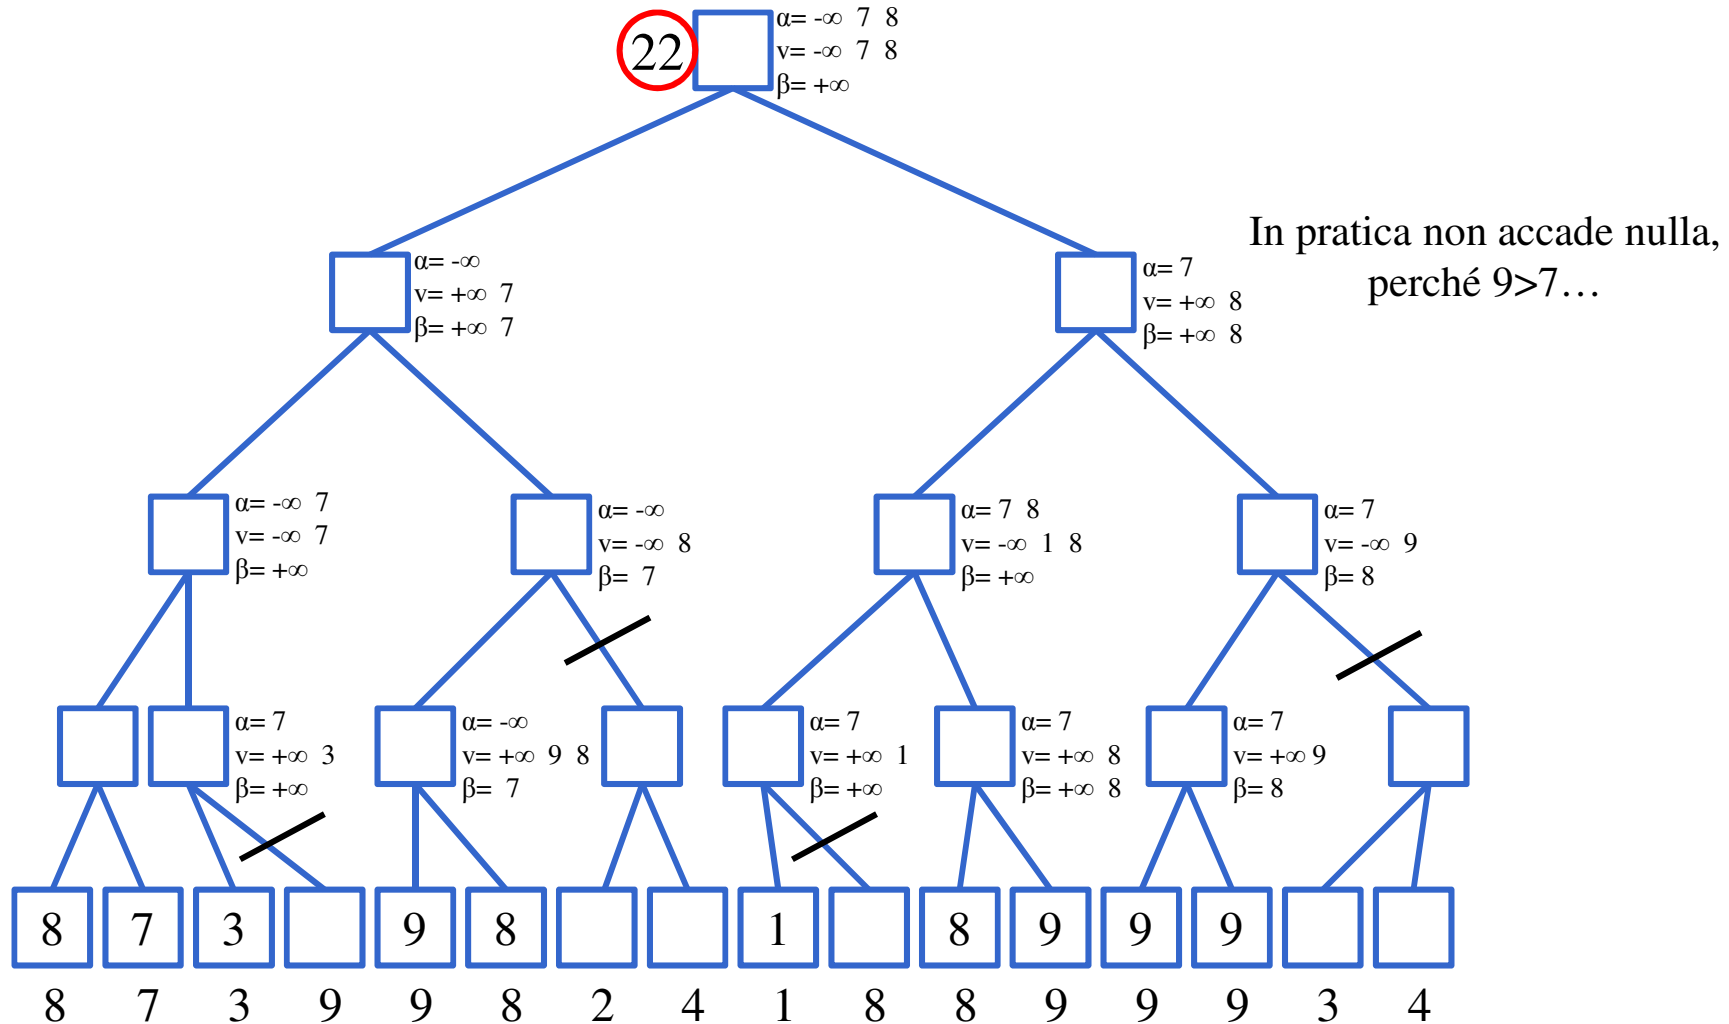 22
α= -∞ 7 8
v= -∞ 7 8
β= +∞
In pratica non accade nulla,
perché 9>7…
α= -∞
v= +∞ 7
β= +∞ 7
α= 7
v= +∞ 8
β= +∞ 8
α= -∞ 7
v= -∞ 7
β= +∞
α= -∞
v= -∞ 8
β= 7
α= 7 8
v= -∞ 1 8
β= +∞
α= 7
v= -∞ 9
β= 8
α= 7
v= +∞ 3
β= +∞
α= -∞
v= +∞ 9 8
β= 7
α= 7
v= +∞ 1
β= +∞
α= 7
v= +∞ 8
β= +∞ 8
α= 7
v= +∞ 9
β= 8
8 7 3 9 8 1 8 9 9 9
8 7 3 9 9 8 2 4 1 8 8 9 9 9 3 4